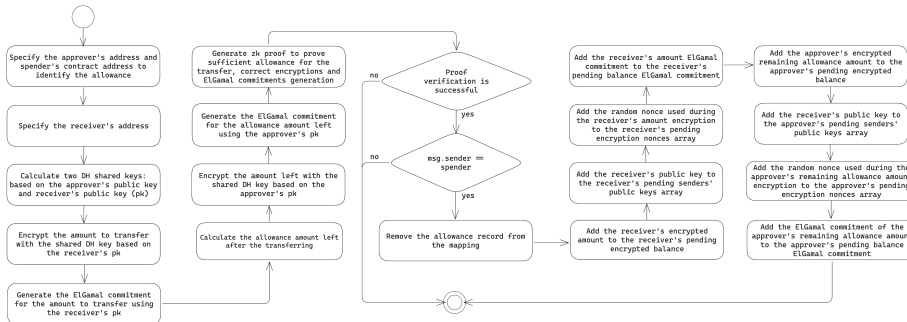 Specify the approver's address and
spender's contract address to
identify the allowance
Specify the receiver's address
Calculate two DH shared keys:
based on the approver's public key
and receiver's public key (pk)
Encrypt the amount to transfer
with the shared DH key based on
the receiver's pk
Generate the ElGamal commitment
for the amount to transfer using
the receiver's pk
Calculate the allowance amount left
after the transferring
Encrypt the amount left with the
shared DH key based on the
approver's pk
Generate the ElGamal commitment
for the allowance amount left
using the approver's pk
Generate zk proof to prove
sufficient allowance for the
transfer, correct encryptions and
ElGamal commitments generation
Proof
verification is
successful
no
yes
msg.sender ==
spender
no
yes
Remove the allowance record from
the mapping
Add the receiver's encrypted
amount to the receiver's pending
encrypted balance
Add the receiver's public key to
the receiver's pending senders'
public keys array
Add the random nonce used during the
receiver's amount encryption
to the receiver's pending
encryption nonces array
Add the receiver's amount ElGamal
commitment to the receiver's
pending balance ElGamal commitment
Add the approver's encrypted
remaining allowance amount to
the approver's pending encrypted
balance
Add the receiver's public key to
the approver's pending senders'
public keys array
Add the random nonce used during the
approver's remaining allowance amoun
encryption to the approver's pending
encryption nonces array
Add the ElGamal commitment of the
approver's remaining allowance amoun
to the approver's pending balance
ElGamal commitment